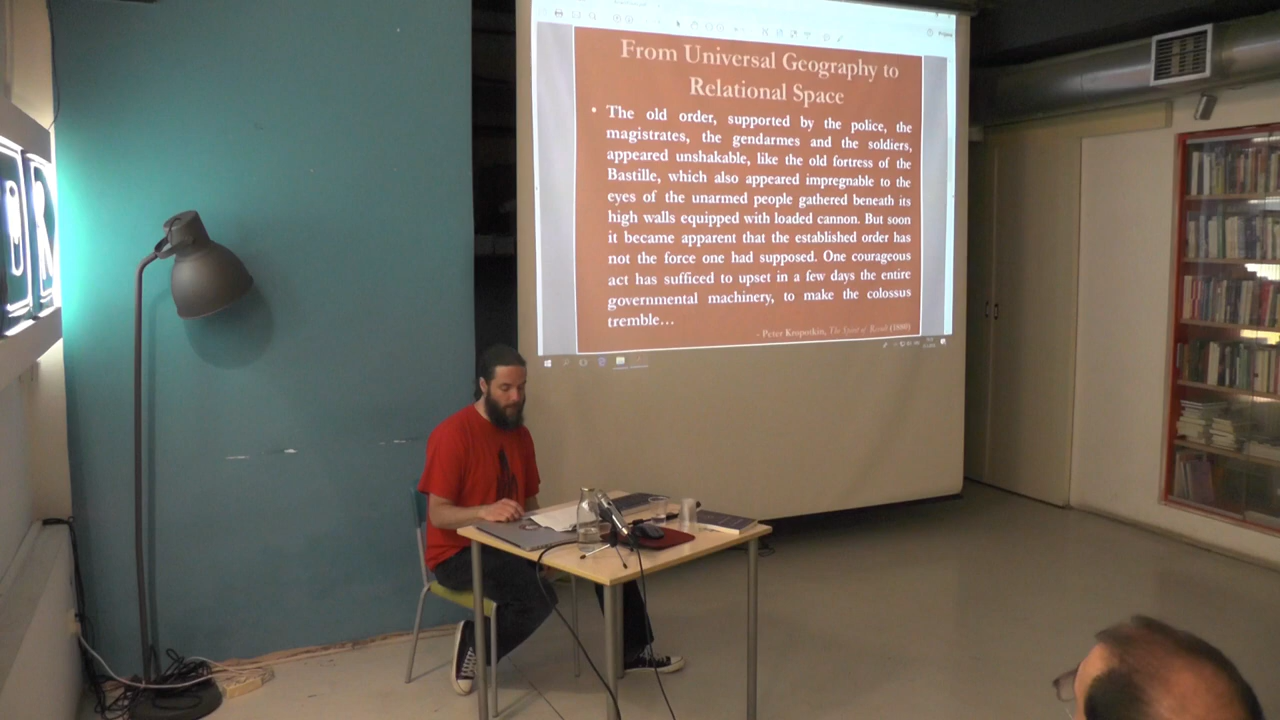 From Universal Geography to
Relational Space
• The old order, supported by the police, the
magistrates, the gendarmes and the soldiers,
appeared unshakable, like the old fortress of the
Bastille, which also appeared impregnable to the
eyes of the unarmed people gathered beneath its
high walls equipped with loaded cannon. But soon
it became apparent that the established order has
not the force one had supposed. One courageous
act has sufficed to upset in a few days the entire
governmental machinery, to make the colossus
tremble…
- Peter Kropotkin, The Spirit of Revolt (1880)